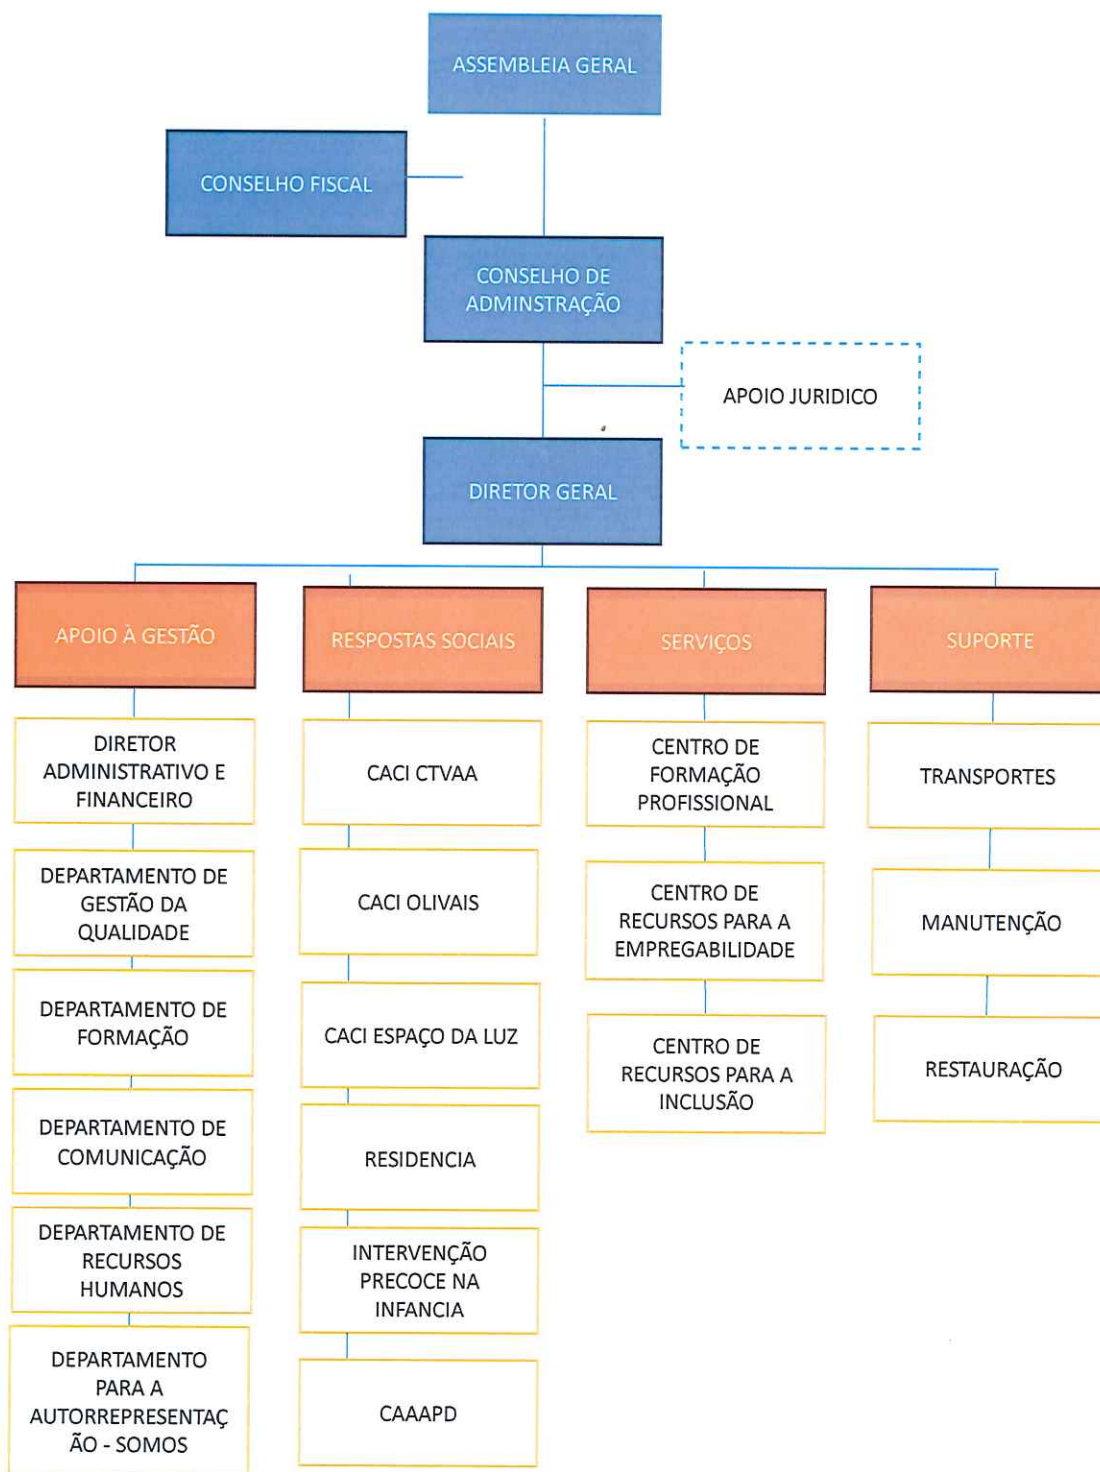 ASSEMBLEIA GERAL
CONSELHO FISCAL
CONSELHO DE
ADMINSTRAÇÃO
APOIO JURIDICO
DIRETOR GERAL
APOIO À GESTÃO
RESPOSTAS SOCIAIS
SERVIÇOS
SUPORTE
DIRETOR
ADMINISTRATIVO E
FINANCEIRO
DEPARTAMENTO DE
GESTÃO DA
QUALIDADE
DEPARTAMENTO DE
FORMAÇÃO
DEPARTAMENTO DE
COMUNICAÇÃO
DEPARTAMENTO DE
RECURSOS
HUMANOS
DEPARTAMENTO
PARA A
AUTORREPRESENTAÇ
ÃO - SOMOS
CACI CTVAA
CACI OLIVAIS
CACI ESPAÇO DA LUZ
RESIDENCIA
INTERVENÇÃO
PRECOCE NA
INFANCIA
CAAAPD
CENTRO DE
FORMAÇÃO
PROFISSIONAL
CENTRO DE
RECURSOS PARA A
EMPREGABILIDADE
CENTRO DE
RECURSOS PARA A
INCLUSÃO
TRANSPORTES
MANUTENÇÃO
RESTAURAÇÃO